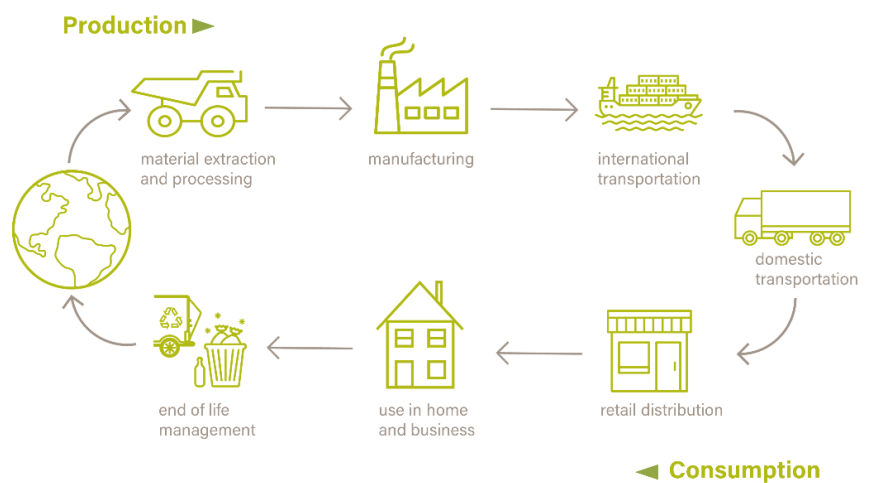 Production
material extraction
and processing
manufacturing
international
transportation
domestic
transportation
retail distribution
use in home
and business
end of life
management
Consumption